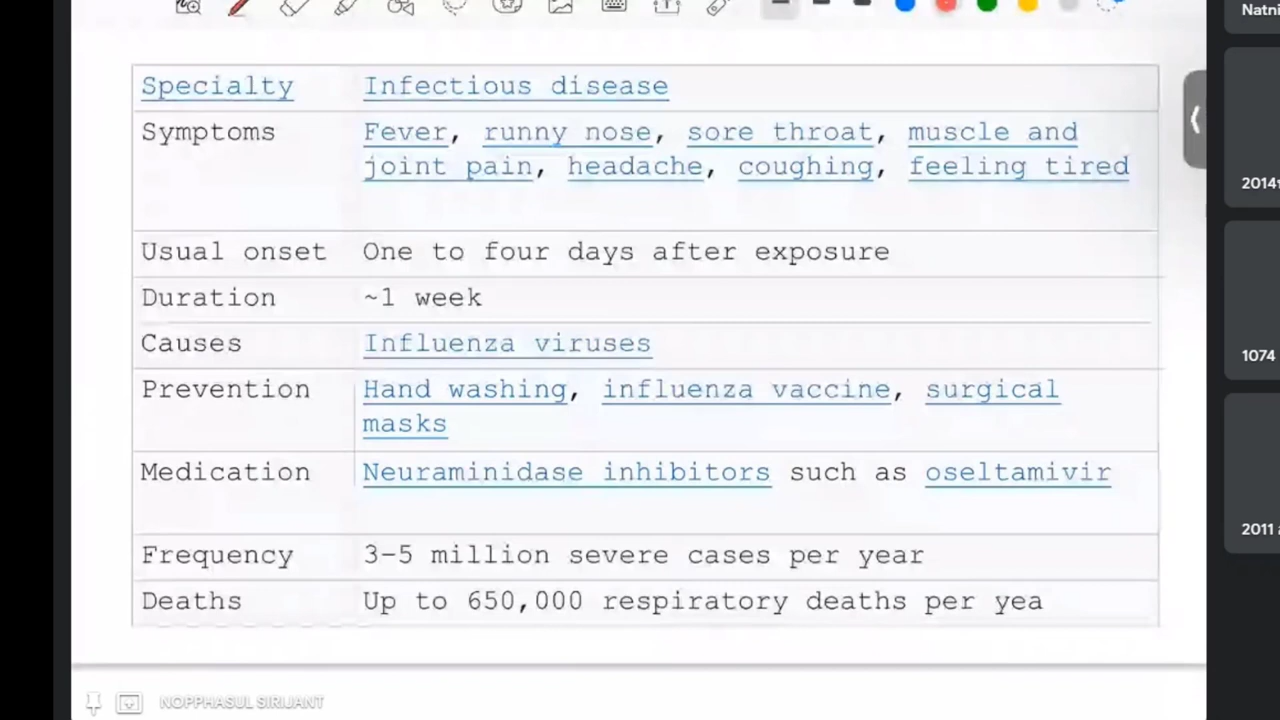 Natni
Specialty Infectious disease
Symptoms Fever, runny nose, sore throat, muscle and
joint pain, headache, coughing, feeling tired
2014
Usual onset One to four days after exposure
Duration ~1 week
Causes Influenza viruses
1074
Prevention Hand washing, influenza vaccine, surgical
masks
Medication Neuraminidase inhibitors such as oseltamivir
2011
Frequency 3-5 million severe cases per year
Deaths Up to 650,000 respiratory deaths per yea
NOPPHASUL SIRIJANT